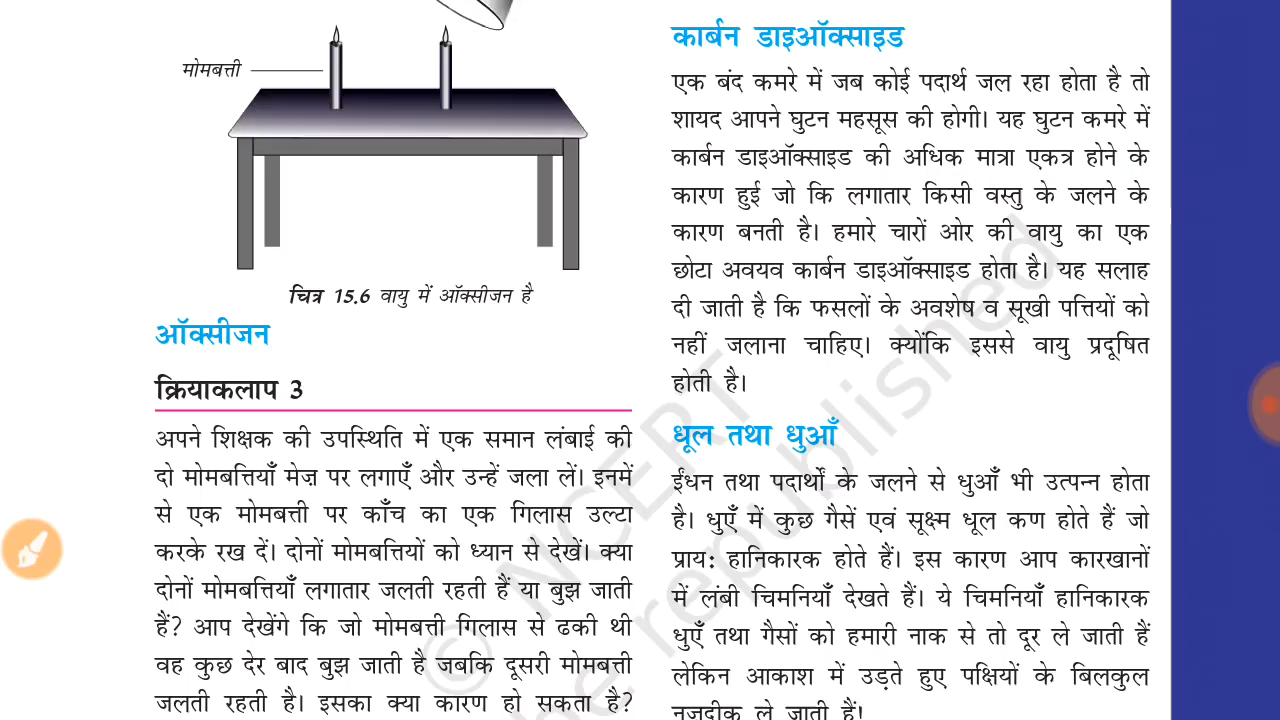 मोमबत्ती
चित्र 15.6 वायु में ऑक्सीजन है
ऑक्सीजन
क्रियाकलाप 3
अपने शिक्षक की उपस्थिति में एक समान लंबाई की
दो मोमबत्तियाँ मेज़ पर लगाएँ और उन्हें जला लें। इनमें
से एक मोमबत्ती पर काँच का एक गिलास उल्टा
करके रख दें। दोनों मोमबत्तियों को ध्यान से देखें। क्या
दोनों मोमबत्तियाँ लगातार जलती रहती हैं या बुझ जाती
हैं? आप देखेंगे कि जो मोमबत्ती गिलास से ढकी थी
वह कुछ देर बाद बुझ जाती है जबकि दूसरी मोमबत्ती
जलती रहती है। इसका क्या कारण हो सकता है?
कार्बन डाइऑक्साइड
एक बंद कमरे में जब कोई पदार्थ जल रहा होता है तो
शायद आपने घुटन महसूस की होगी। यह घुटन कमरे में
कार्बन डाइऑक्साइड की अधिक मात्रा एकत्र होने के
कारण हुई जो कि लगातार किसी वस्तु के जलने के
कारण बनती है। हमारे चारों ओर की वायु का एक
छोटा अवयव कार्बन डाइऑक्साइड होता है। यह सलाह
दी जाती है कि फसलों के अवशेष व सूखी पत्तियों को
नहीं जलाना चाहिए। क्योंकि इससे वायु प्रदूषित
होती है।
धूल तथा धुआँ
ईंधन तथा पदार्थों के जलने से धुआँ भी उत्पन्न होता
है। धुएँ में कुछ गैसें एवं सूक्ष्म धूल कण होते हैं जो
प्राय: हानिकारक होते हैं। इस कारण आप कारखानों
में लंबी चिमनियाँ देखते हैं। ये चिमनियाँ हानिकारक
धुएँ तथा गैसों को हमारी नाक से तो दूर ले जाती हैं
लेकिन आकाश में उड़ते हुए पक्षियों के बिलकुल
नज़दीक ले जाती हैं!
© NCERT
be republished